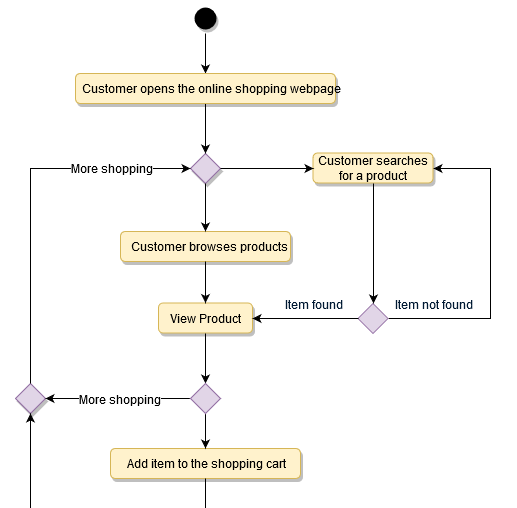 Customer opens the online shopping webpage
More shopping
Customer searches
for a product
Customer browses products
Item found
Item not found
View Product
More shopping
Add item to the shopping cart